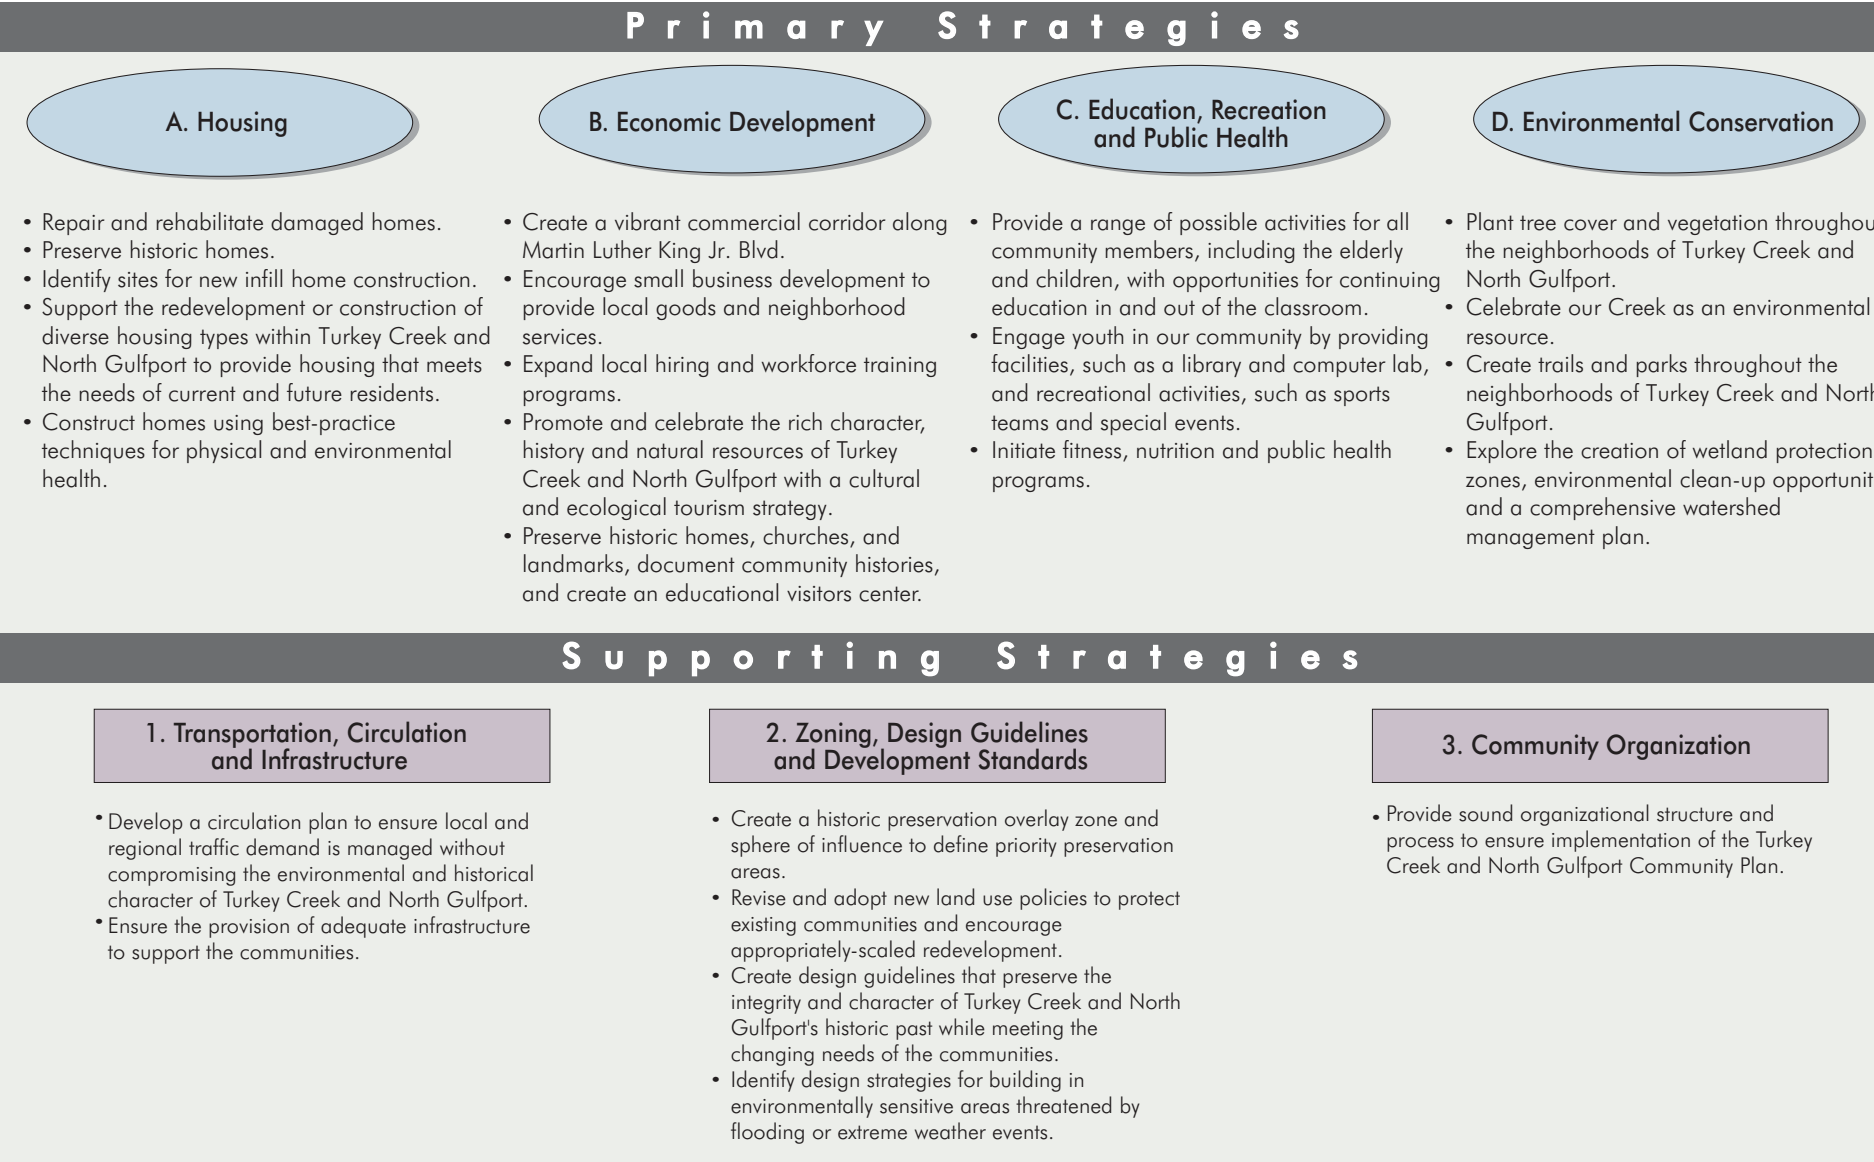 Primary Strategies
A. Housing
• Repair and rehabilitate damaged homes.
• Preserve historic homes.
• Identify sites for new infill home construction.
• Support the redevelopment or construction of
diverse housing types within Turkey Creek and
North Gulfport to provide housing that meets
the needs of current and future residents.
• Construct homes using best-practice
techniques for physical and environmental
health.
B. Economic Development
• Create a vibrant commercial corridor along
Martin Luther King Jr. Blvd.
• Encourage small business development to
provide local goods and neighborhood
services.
• Expand local hiring and workforce training
programs.
• Promote and celebrate the rich character,
history and natural resources of Turkey
Creek and North Gulfport with a cultural
and ecological tourism strategy.
• Preserve historic homes, churches, and
landmarks, document community histories,
and create an educational visitors center.
C. Education, Recreation
and Public Health
• Provide a range of possible activities for all
community members, including the elderly
and children, with opportunities for continuing
education in and out of the classroom.
• Engage youth in our community by providing
facilities, such as a library and computer lab,
and recreational activities, such as sports
teams and special events.
• Initiate fitness, nutrition and public health
programs.
D. Environmental Conservation
• Plant tree cover and vegetation throughou
the neighborhoods of Turkey Creek and
North Gulfport.
• Celebrate our Creek as an environmental
resource.
• Create trails and parks throughout the
neighborhoods of Turkey Creek and North
Gulfport.
• Explore the creation of wetland protection
zones, environmental clean-up opportunit
and a comprehensive watershed
management plan.
Supporting Strategies
1. Transportation, Circulation
and Infrastructure
• Develop a circulation plan to ensure local and
regional traffic demand is managed without
compromising the environmental and historical
character of Turkey Creek and North Gulfport.
• Ensure the provision of adequate infrastructure
to support the communities.
2. Zoning, Design Guidelines
and Development Standards
• Create a historic preservation overlay zone and
sphere of influence to define priority preservation
areas.
• Revise and adopt new land use policies to protect
existing communities and encourage
appropriately-scaled redevelopment.
• Create design guidelines that preserve the
integrity and character of Turkey Creek and North
Gulfport's historic past while meeting the
changing needs of the communities.
• Identify design strategies for building in
environmentally sensitive areas threatened by
flooding or extreme weather events.
3. Community Organization
• Provide sound organizational structure and
process to ensure implementation of the Turkey
Creek and North Gulfport Community Plan.